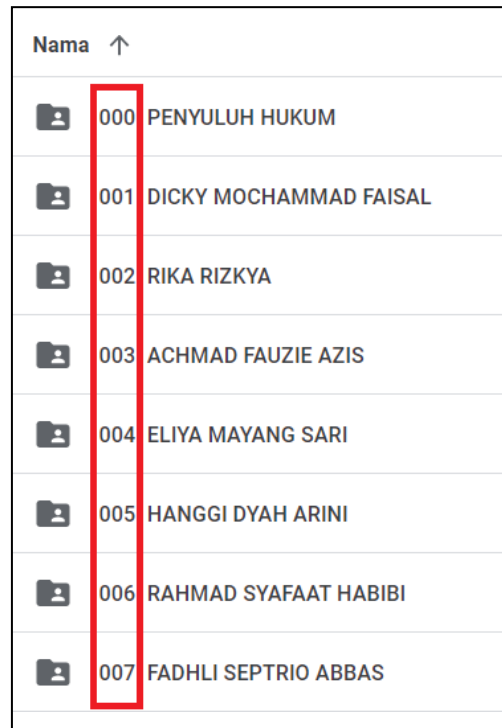 Nama ↑
000 PENYULUH HUKUM
001 DICKY MOCHAMMAD FAISAL
002 RIKA RIZKYA
003 ACHMAD FAUZIE AZIS
004 ELIYA MAYANG SARI
005 HANGGI DYAH ARINI
006 RAHMAD SYAFAAT HABIBI
007 FADHLI SEPTRIO ABBAS